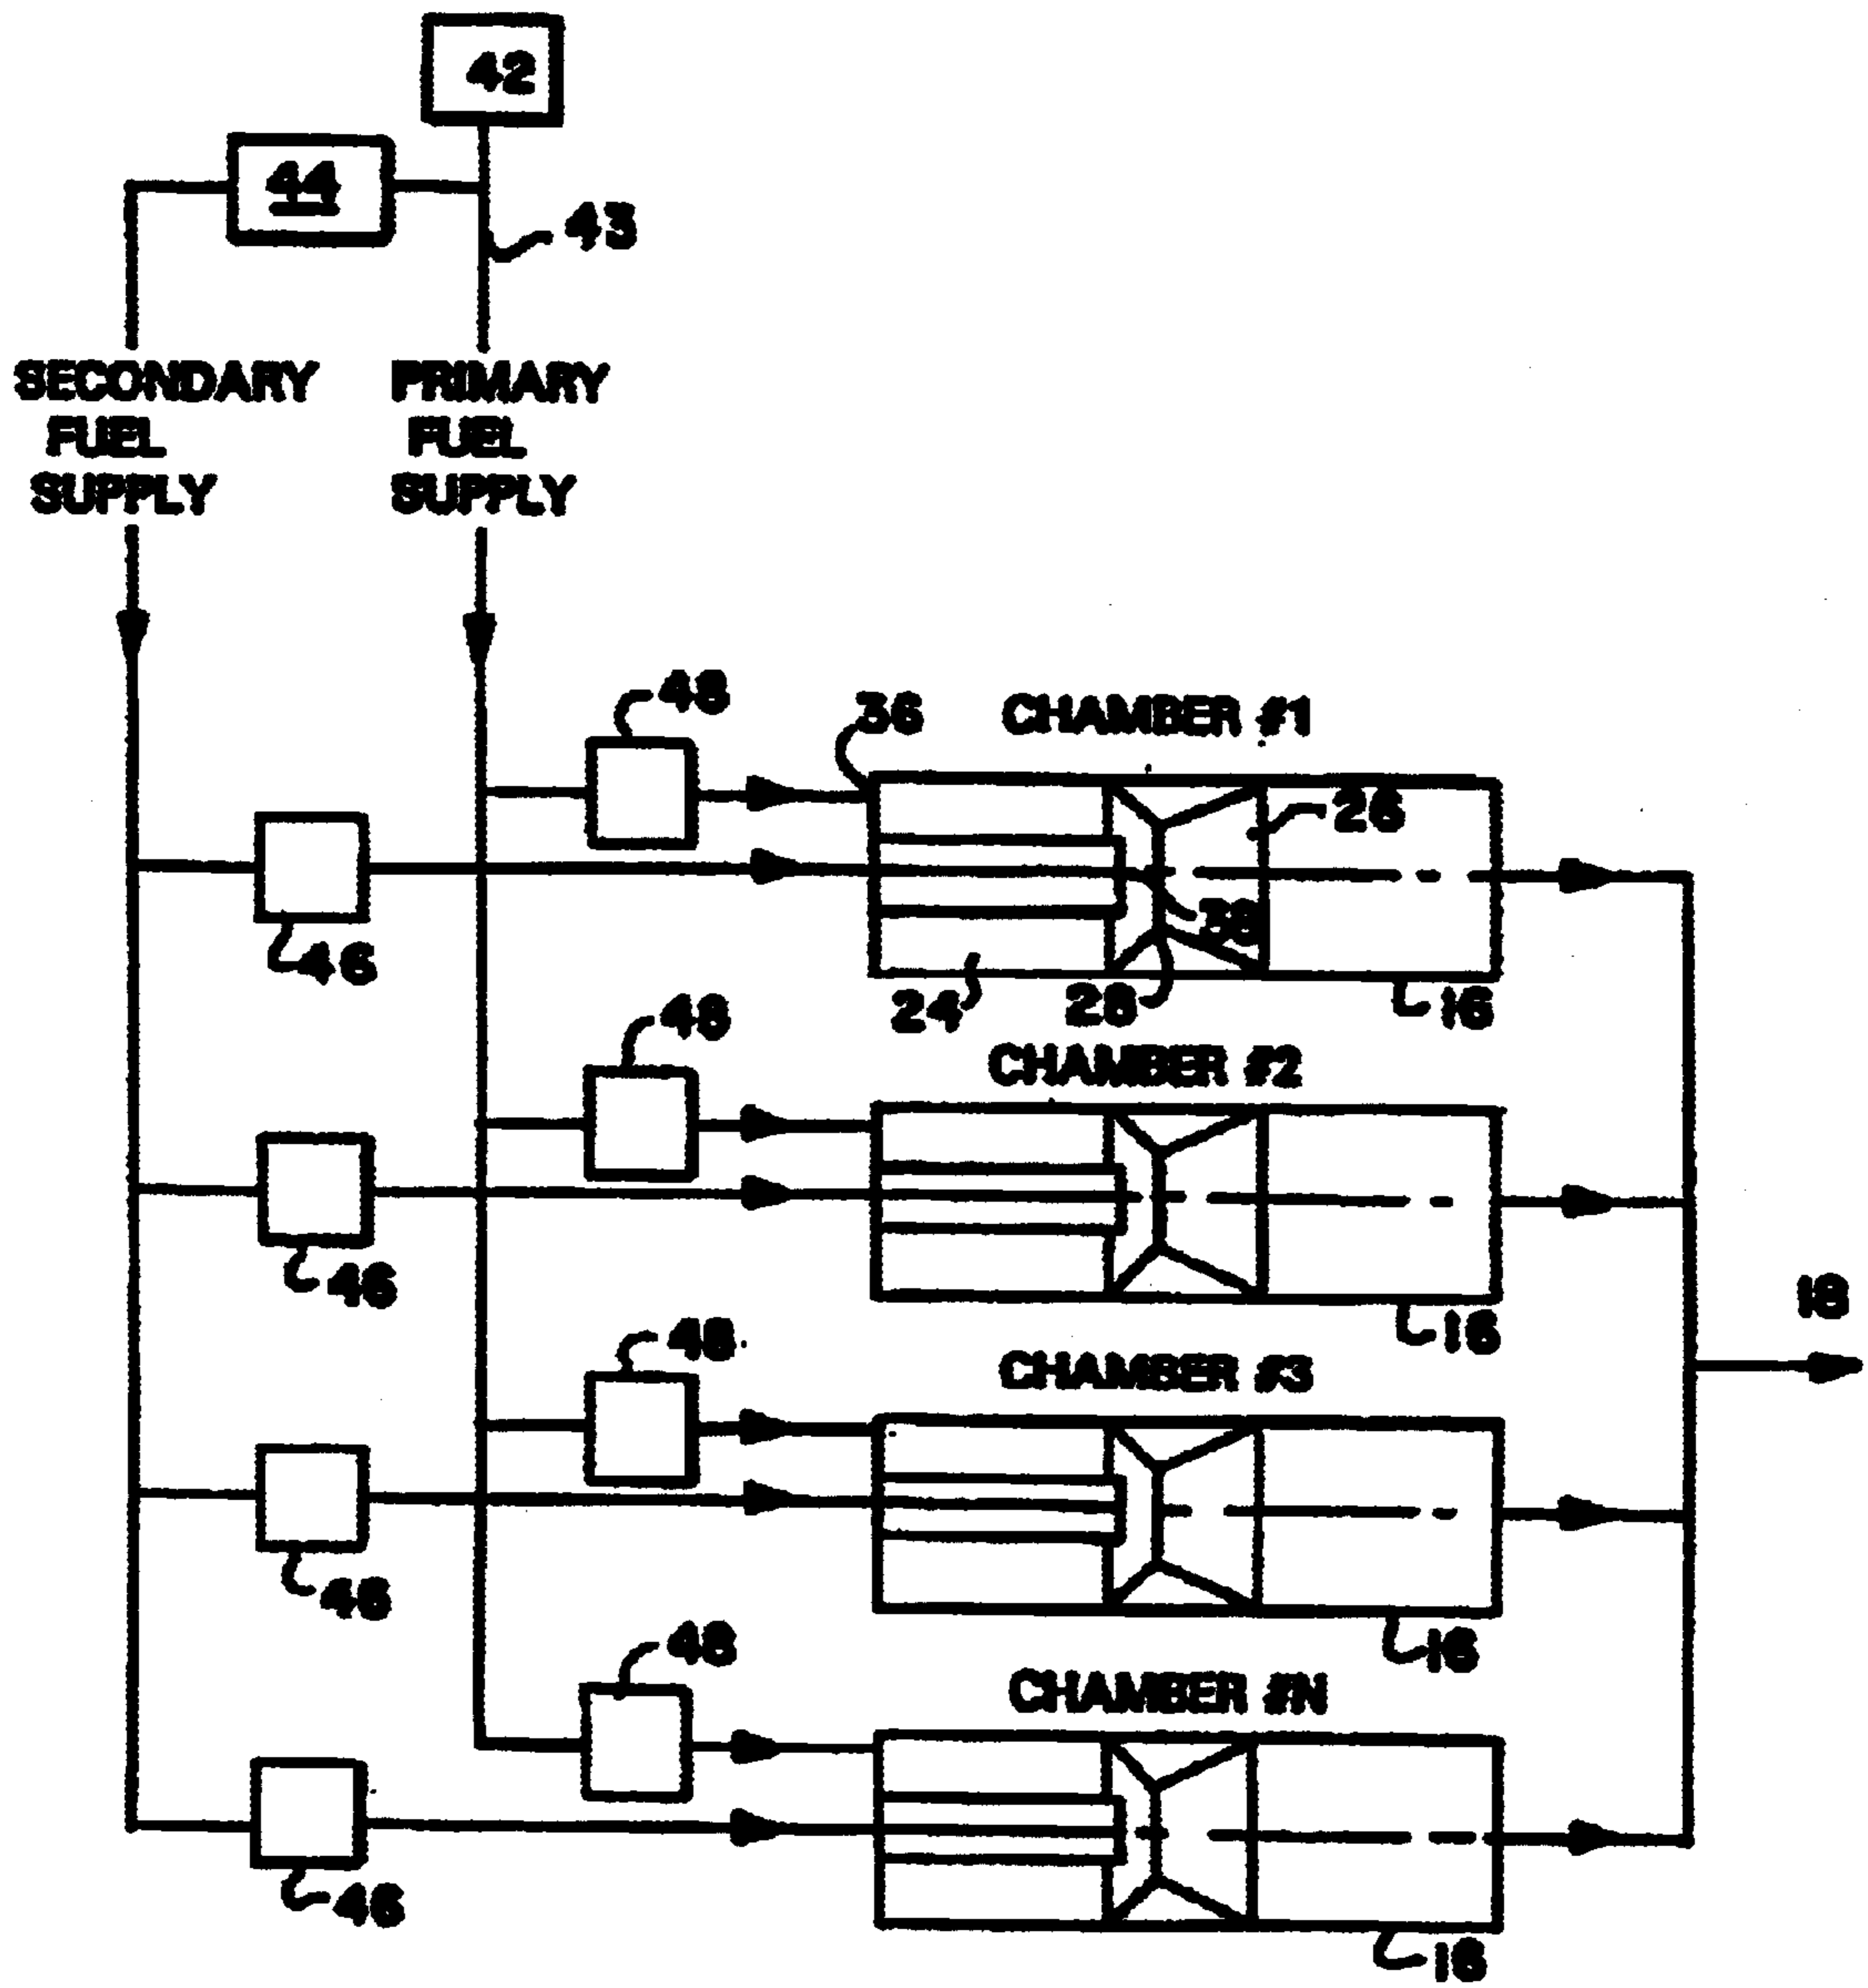 42
44
43
SECONDARY
FUEL
SUPPLY
PRIMARY
FUEL
SUPPLY
48
36
CHAMBER #1
26
46
38
24
28
16
48
CHAMBER #2
46
16
18
48
CHAMBER #3
46
16
48
CHAMBER #N
46
16